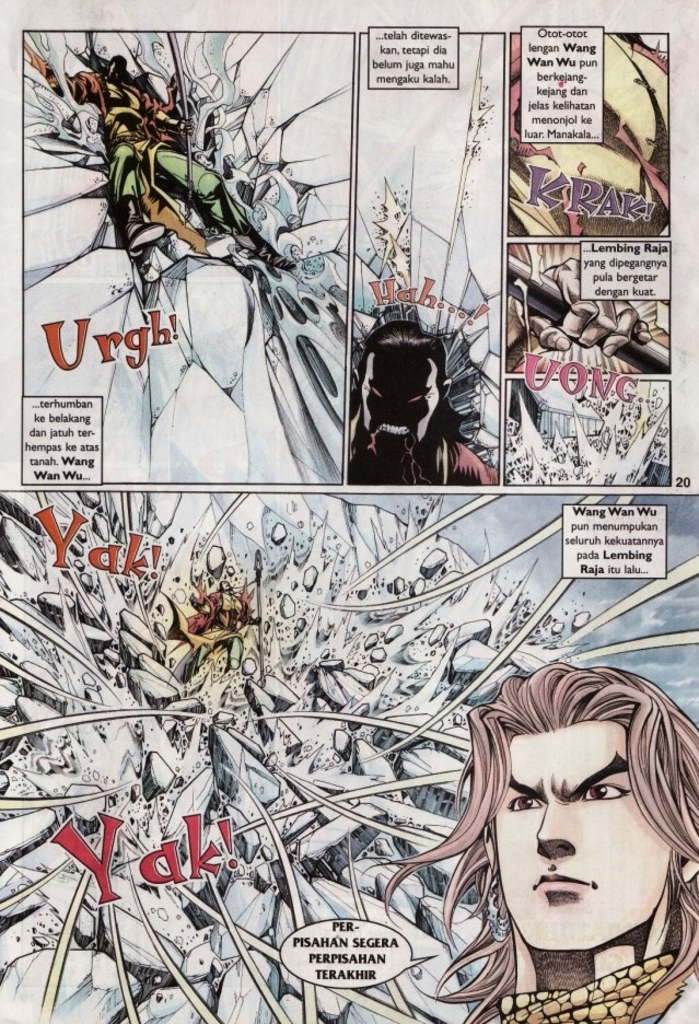 Urgh!
...terhumban
ke belakang
dan jatuh ter-
hempas ke atas
tanah. Wang
Wan Wu...
...telah ditewas-
kan, tetapi dia
belum juga mahu
mengaku kalah.
Hah....!
Otot-otot
lengan Wang
Wan Wu pun
berkejang-
kejang dan
jelas kelihatan
menonjol ke
luar. Manakala...
KRAK!
...Lembing Raja
yang dipegangnya
pula bergetar
dengan kuat.
UONG...
20
Yak!
Wang Wan Wu
pun menumpukan
seluruh kekuatannya
pada Lembing
Raja itu lalu...
Yak!
PER-
PISAHAN SEGERA
PERPISAHAN
TERAKHIR